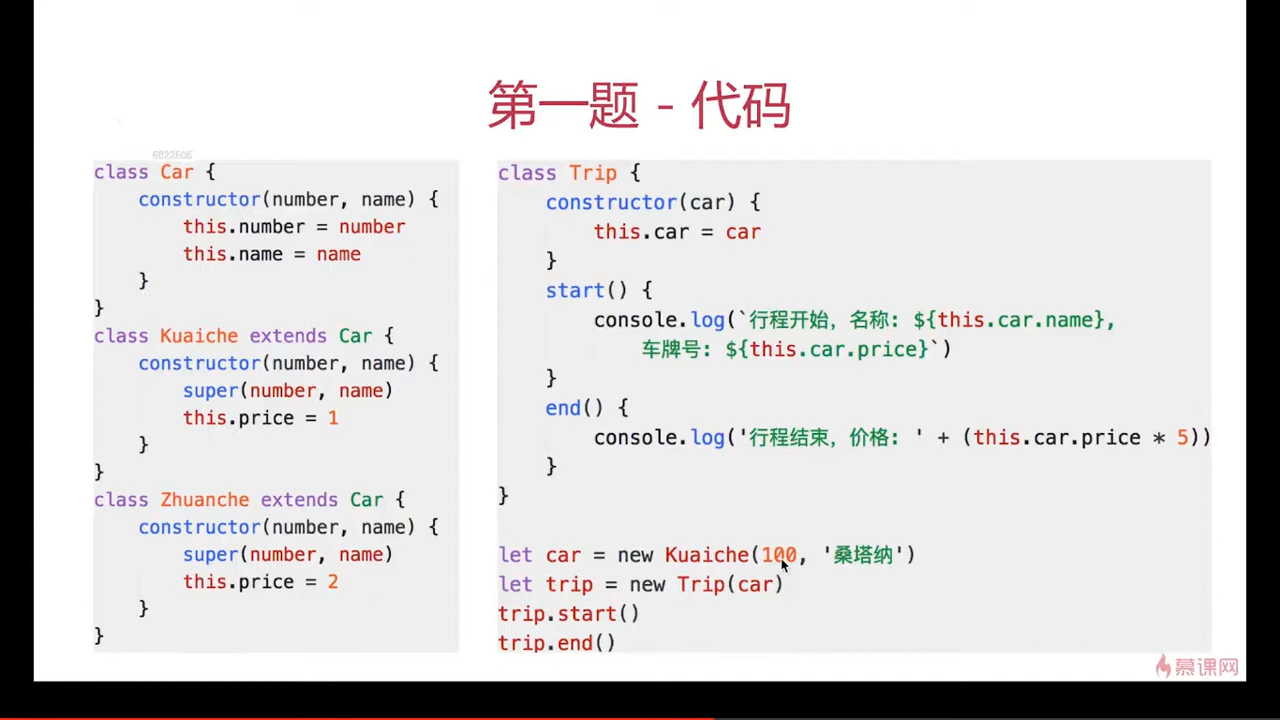 第一题 - 代码
6822605
class Car {
    constructor(number, name) {
        this.number = number
        this.name = name
    }
}
class Kuaiche extends Car {
    constructor(number, name) {
        super(number, name)
        this.price = 1
    }
}
class Zhuanche extends Car {
    constructor(number, name) {
        super(number, name)
        this.price = 2
    }
}
class Trip {
    constructor(car) {
        this.car = car
    }
    start() {
        console.log(`行程开始，名称: ${this.car.name},
            车牌号: ${this.car.price}`)
    }
    end() {
        console.log('行程结束，价格: ' + (this.car.price * 5))
    }
}
let car = new Kuaiche(100, '桑塔纳')
let trip = new Trip(car)
trip.start()
trip.end()
慕课网